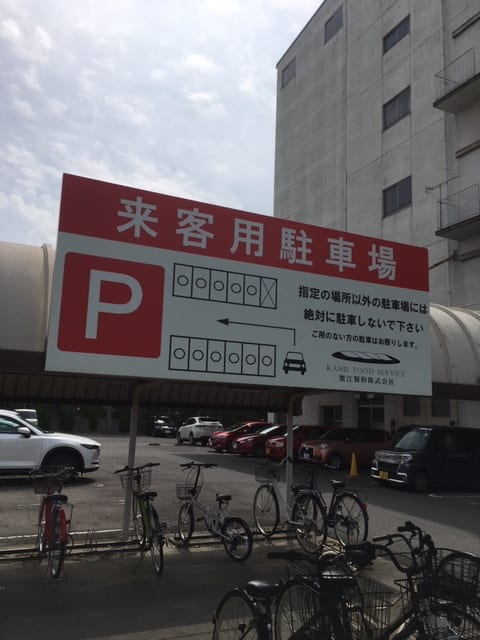 来客用駐車場
P
指定の場所以外の駐車場には
絶対に駐車しないで下さい
ご用のない方の駐車はお断りします。
KANIE FOOD SERVICE
蟹江製粉株式会社